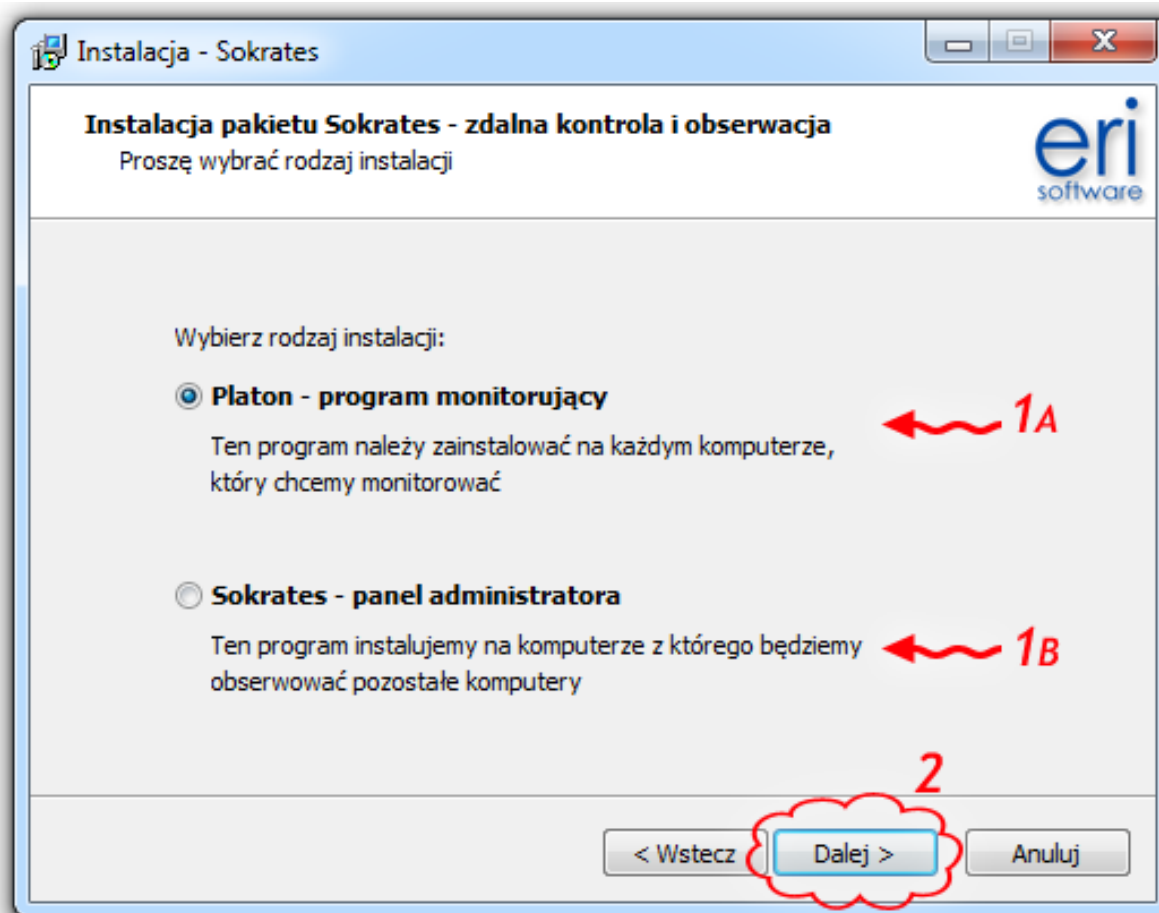 Instalacja - Sokrates
Instalacja pakietu Sokrates - zdalna kontrola i obserwacja
Proszę wybrać rodzaj instalacji
eri
software
Wybierz rodzaj instalacji:
Platon - program monitorujący
1A
Ten program należy zainstalować na każdym komputerze,
który chcemy monitorować
Sokrates - panel administratora
Ten program instalujemy na komputerze z którego będziemy
1B
obserwować pozostałe komputery
2
< Wstecz
Dalej >
Anuluj